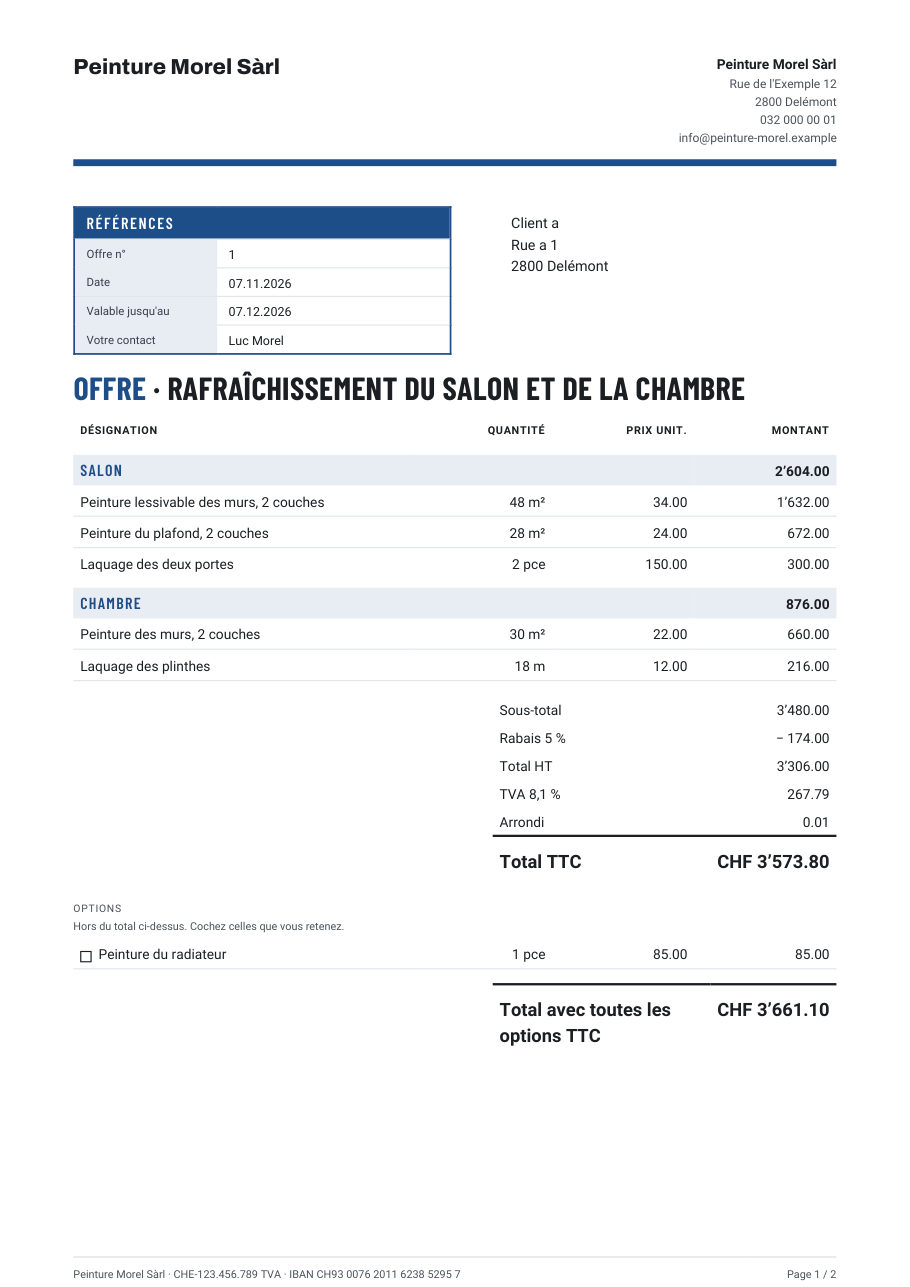 Peinture Morel Sàrl
Peinture Morel Sàrl
Rue de l'Exemple 12
2800 Delémont
032 000 00 01
info@peinture-morel.example
RÉFÉRENCES
Offre n° 1
Date 07.11.2026
Valable jusqu'au 07.12.2026
Votre contact Luc Morel
Client a
Rue a 1
2800 Delémont
OFFRE · RAFRAÎCHISSEMENT DU SALON ET DE LA CHAMBRE
DÉSIGNATION QUANTITÉ PRIX UNIT. MONTANT
SALON 2’604.00
Peinture lessivable des murs, 2 couches 48 m² 34.00 1’632.00
Peinture du plafond, 2 couches 28 m² 24.00 672.00
Laquage des deux portes 2 pce 150.00 300.00
CHAMBRE 876.00
Peinture des murs, 2 couches 30 m² 22.00 660.00
Laquage des plinthes 18 m 12.00 216.00
Sous-total 3’480.00
Rabais 5 % − 174.00
Total HT 3’306.00
TVA 8,1 % 267.79
Arrondi 0.01
Total TTC CHF 3’573.80
OPTIONS
Hors du total ci-dessus. Cochez celles que vous retenez.
☐ Peinture du radiateur 1 pce 85.00 85.00
Total avec toutes les CHF 3’661.10
options TTC
Peinture Morel Sàrl · CHE-123.456.789 TVA · IBAN CH93 0076 2011 6238 5295 7 Page 1 / 2